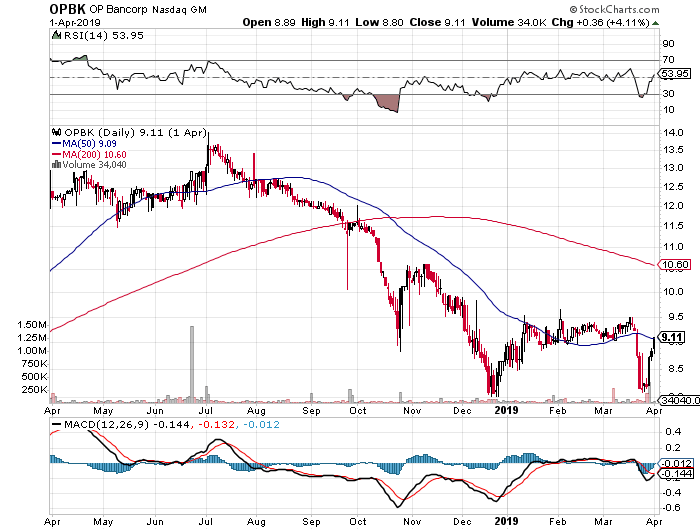 OPBK OP Bancorp Nasdaq GM © StockCharts.com
1-Apr-2019 Open 8.89 High 9.11 Low 8.80 Close 9.11 Volume 34.0K Chg +0.36 (+4.11%)
RSI(14) 53.95
90
70
53.95
50
30
10
OPBK (Daily) 9.11 (1 Apr)
MA(50) 9.09
MA(200) 10.60
Volume 34,040
14.0
13.5
13.0
12.5
12.0
11.5
11.0
10.60
10.0
9.5
9.11
8.5
34040.0
1.50M
1.25M
1.00M
750K
500K
250K
Apr May Jun Jul Aug Sep Oct Nov Dec 2019 Feb Mar Apr
MACD(12,26,9) -0.144, -0.132, -0.012
0.4
0.2
-0.012
-0.144
-0.4
-0.6
Apr May Jun Jul Aug Sep Oct Nov Dec 2019 Feb Mar Apr